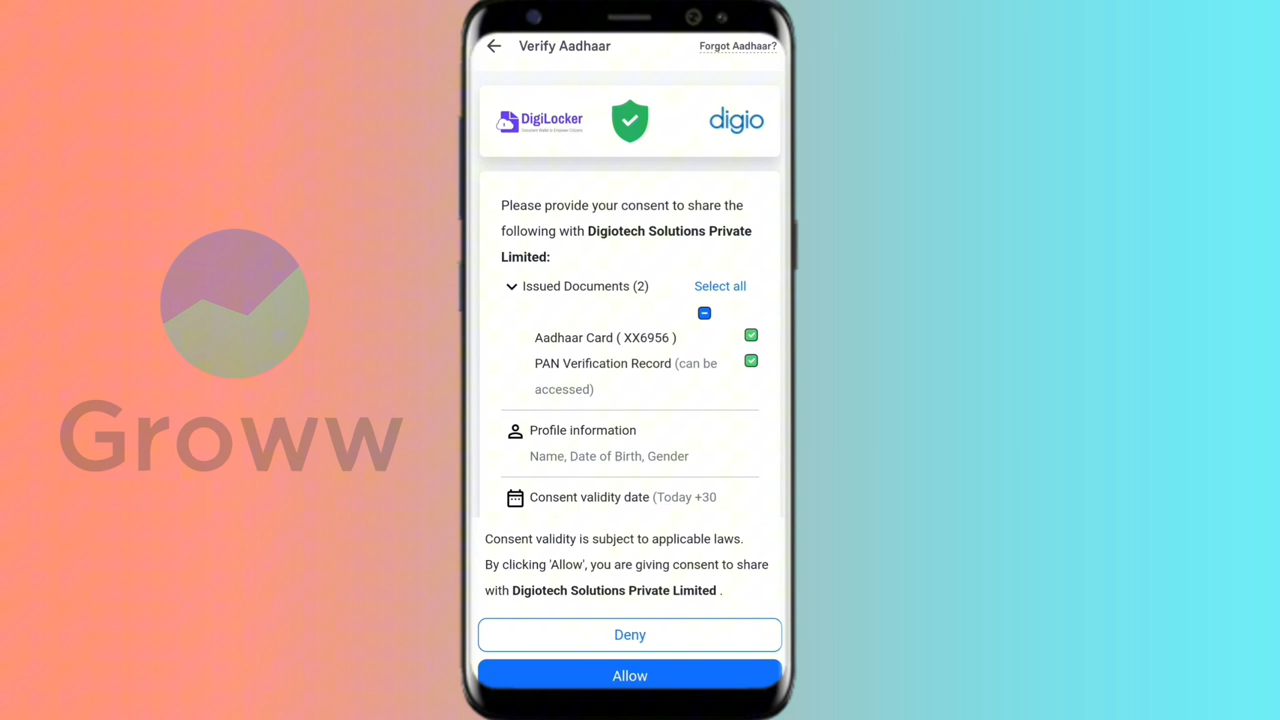 Verify Aadhaar
Forgot Aadhaar?
DigiLocker
digio
Please provide your consent to share the
following with Digiotech Solutions Private
Limited:
Issued Documents (2)
Select all
Aadhaar Card ( XX6956 )
PAN Verification Record (can be
accessed)
Profile information
Name, Date of Birth, Gender
Consent validity date (Today +30
Consent validity is subject to applicable laws.
By clicking 'Allow', you are giving consent to share
with Digiotech Solutions Private Limited .
Deny
Allow
Groww